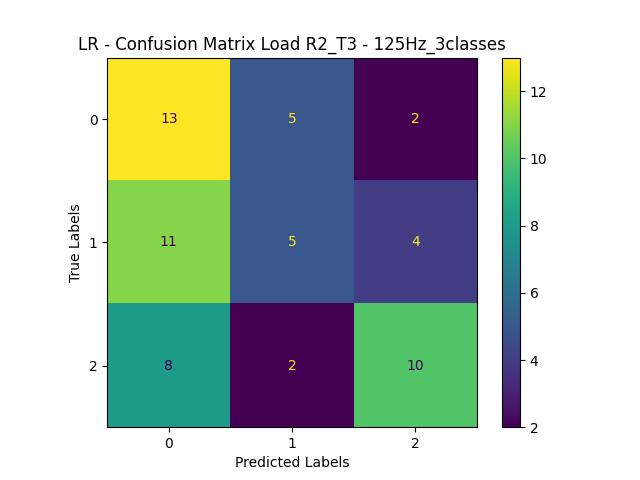 LR - Confusion Matrix Load R2_T3 - 125Hz_3classes
True Labels
0 13 5 2
1 11 5 4
2 8 2 10
0 1 2
Predicted Labels
12
10
8
6
4
2